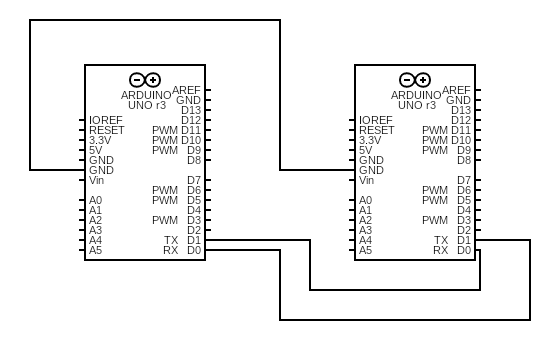 ARDUINO
UNO r3
AREF
GND
D13
IOREF D12
RESET PWM D11
3.3V PWM D10
5V PWM D9
GND D8
GND
Vin D7
PWM D6
A0 PWM D5
A1 D4
A2 PWM D3
A3 D2
A4 TX D1
A5 RX D0
ARDUINO
UNO r3
AREF
GND
D13
IOREF D12
RESET PWM D11
3.3V PWM D10
5V PWM D9
GND D8
GND
Vin D7
PWM D6
A0 PWM D5
A1 D4
A2 PWM D3
A3 D2
A4 TX D1
A5 RX D0